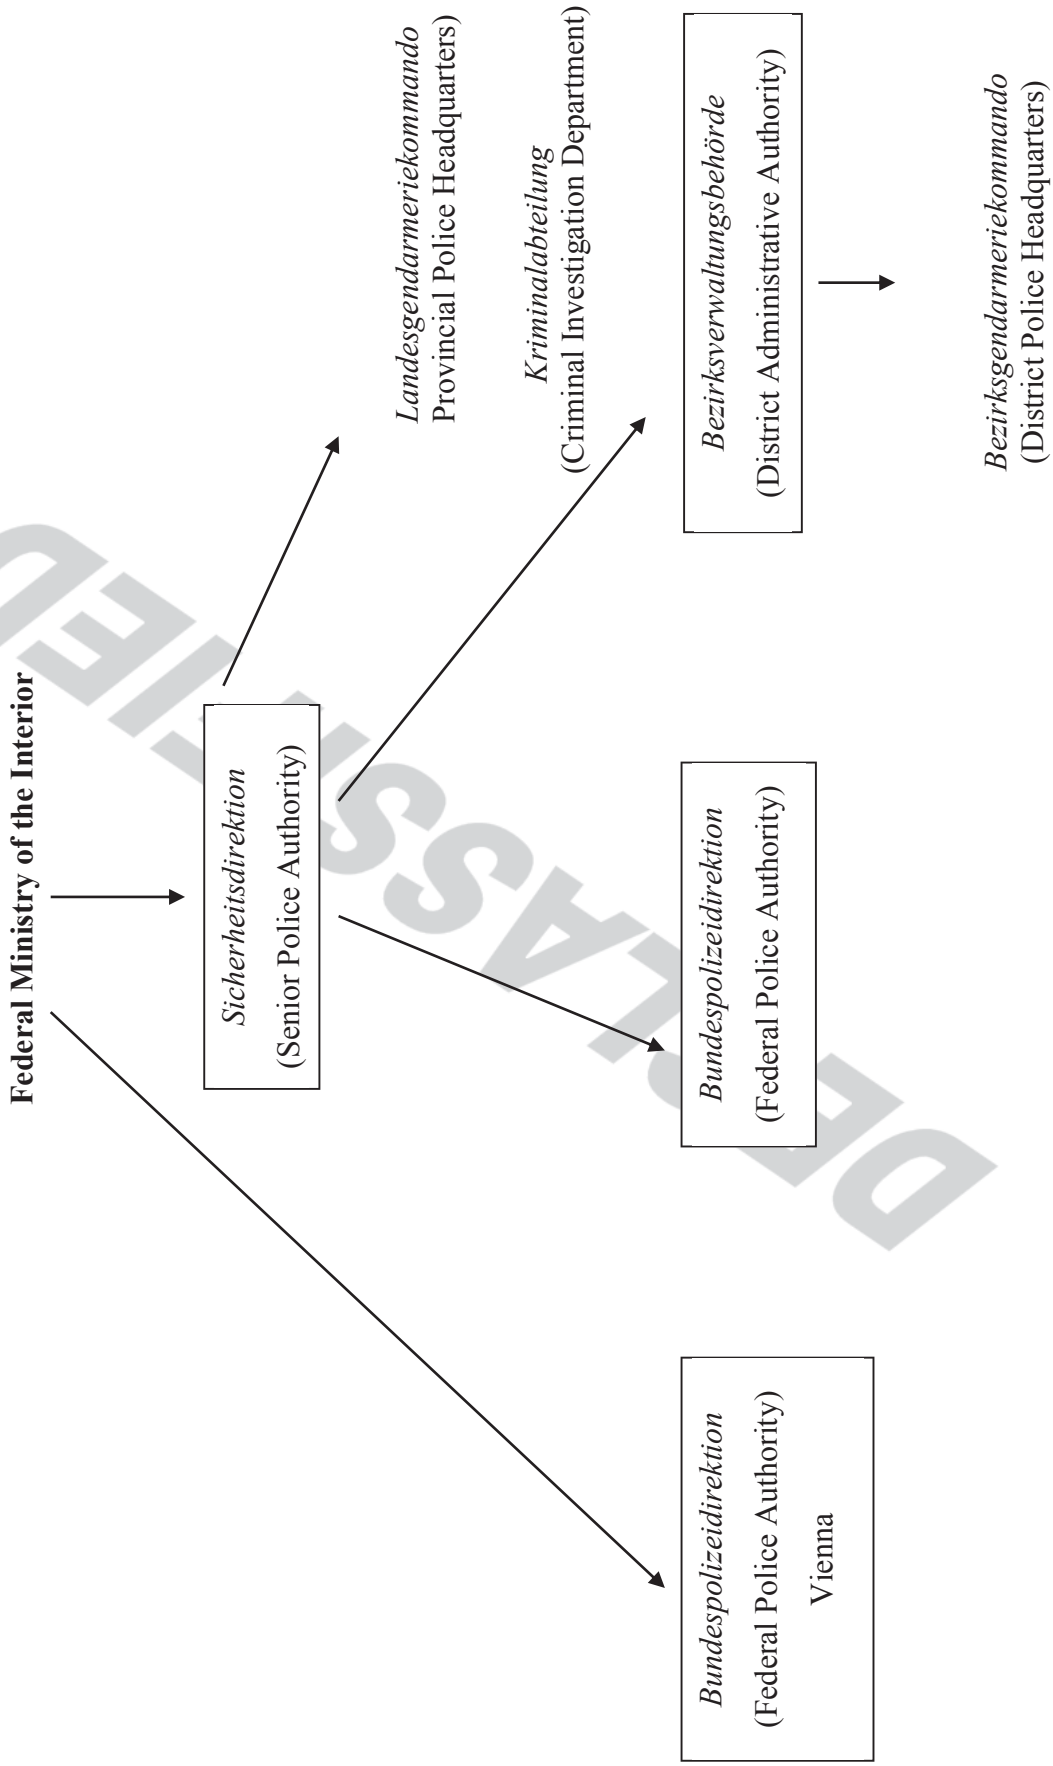 Federal Ministry of the Interior
Sicherheitsdirektion
(Senior Police Authority)
Landesgendarmeriekommando
Provincial Police Headquarters)
Kriminalabteilung
(Criminal Investigation Department)
Bundespolizeidirektion
(Federal Police Authority)
Vienna
Bundespolizeidirektion
(Federal Police Authority)
Bezirksverwaltungsbehörde
(District Administrative Authority)
Bezirksgendarmeriekommando
(District Police Headquarters)
DECLASSIFIED